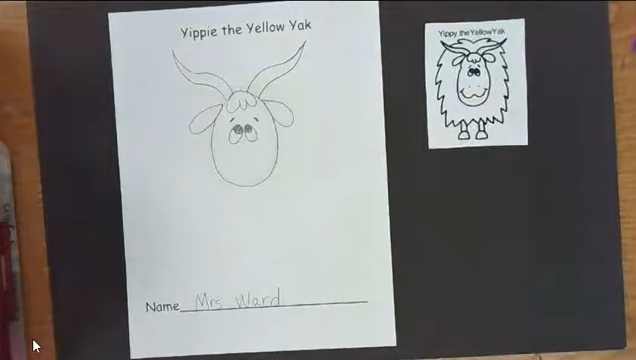 Yippie the Yellow Yak
Yippy the Yellow Yak
Name Mrs Ward